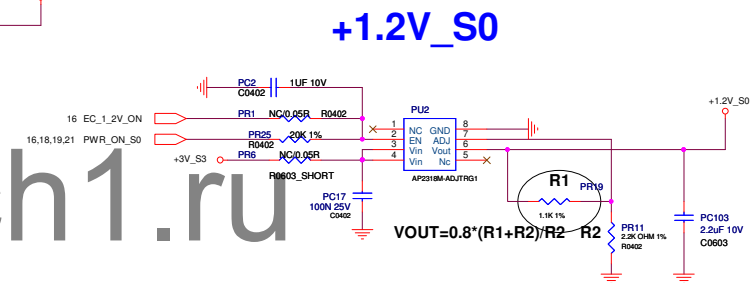 +1.2V_S0
PC2
C0402
1UF 10V
16 EC_1_2V_ON
PR1
NC/0.05R
R0402
16,18,19,21 PWR_ON_S0
PR25
R0402
20K 1%
+3V_S3
PR6
NC/0.05R
R0603_SHORT
PC17
100N 25V
C0402
PU2
1 NC GND 8
2 EN ADJ 7
3 Vin Vout 6
4 Vin Nc 5
AP2318M-ADJTRG1
+1.2V_S0
R1
PR19
1.1K 1%
VOUT=0.8*(R1+R2)/R2
R2
PR11
2.2K OHM 1%
R0402
PC103
2.2uF 10V
C0603
h1.ru